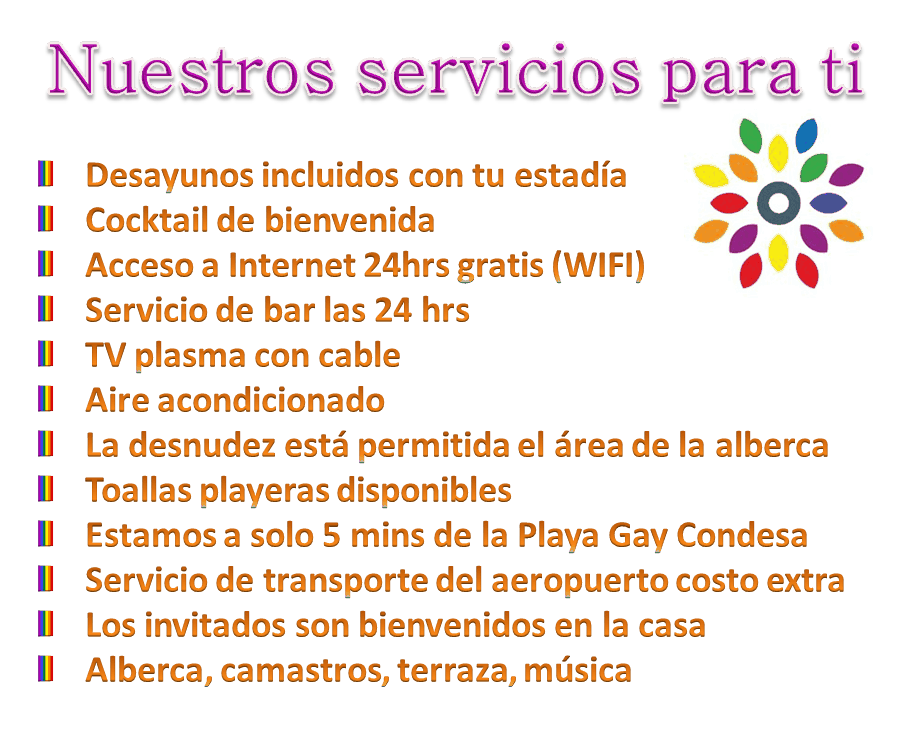 Nuestros servicios para ti
Desayunos incluidos con tu estadía
Cocktail de bienvenida
Acceso a Internet 24hrs gratis (WIFI)
Servicio de bar las 24 hrs
TV plasma con cable
Aire acondicionado
La desnudez está permitida el área de la alberca
Toallas playeras disponibles
Estamos a solo 5 mins de la Playa Gay Condesa
Servicio de transporte del aeropuerto costo extra
Los invitados son bienvenidos en la casa
Alberca, camastros, terraza, música